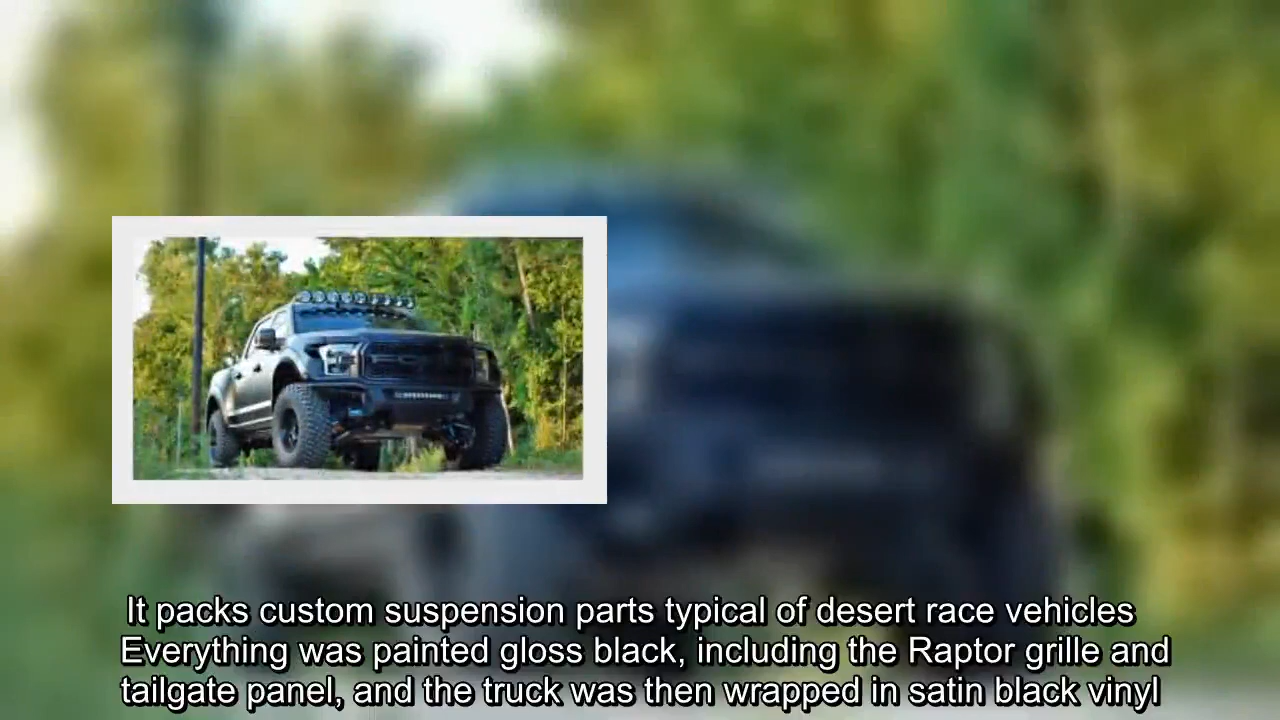 It packs custom suspension parts typical of desert race vehicles
Everything was painted gloss black, including the Raptor grille and
tailgate panel, and the truck was then wrapped in satin black vinyl